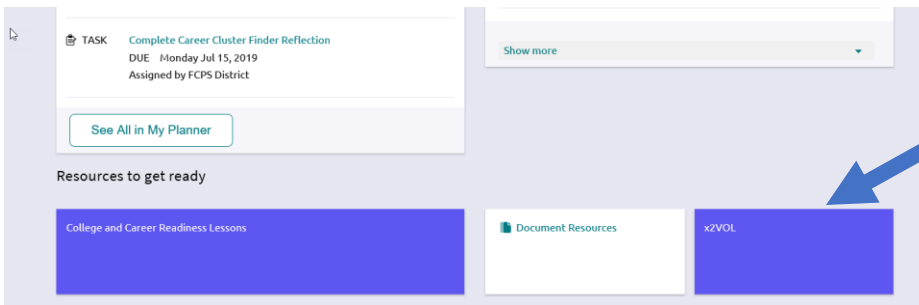 TASK Complete Career Cluster Finder Reflection
DUE Monday Jul 15, 2019
Assigned by FCPS District
See All in My Planner
Show more
Resources to get ready
College and Career Readiness Lessons
Document Resources
x2VOL